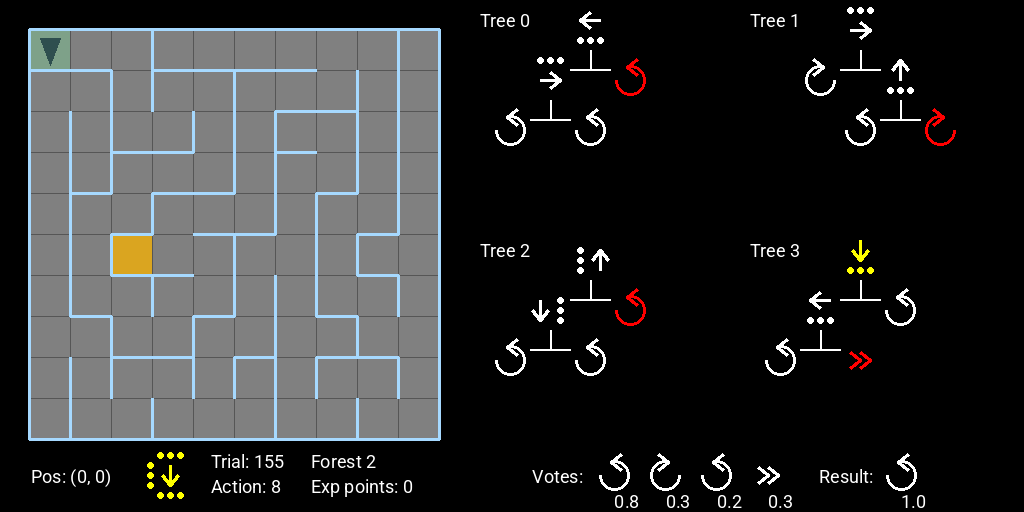 Tree 0
Tree 1
Tree 2
Tree 3
Pos: (0, 0)
Trial: 155
Forest 2
Action: 8
Exp points: 0
Votes:
0.8
0.3
0.2
0.3
Result:
1.0